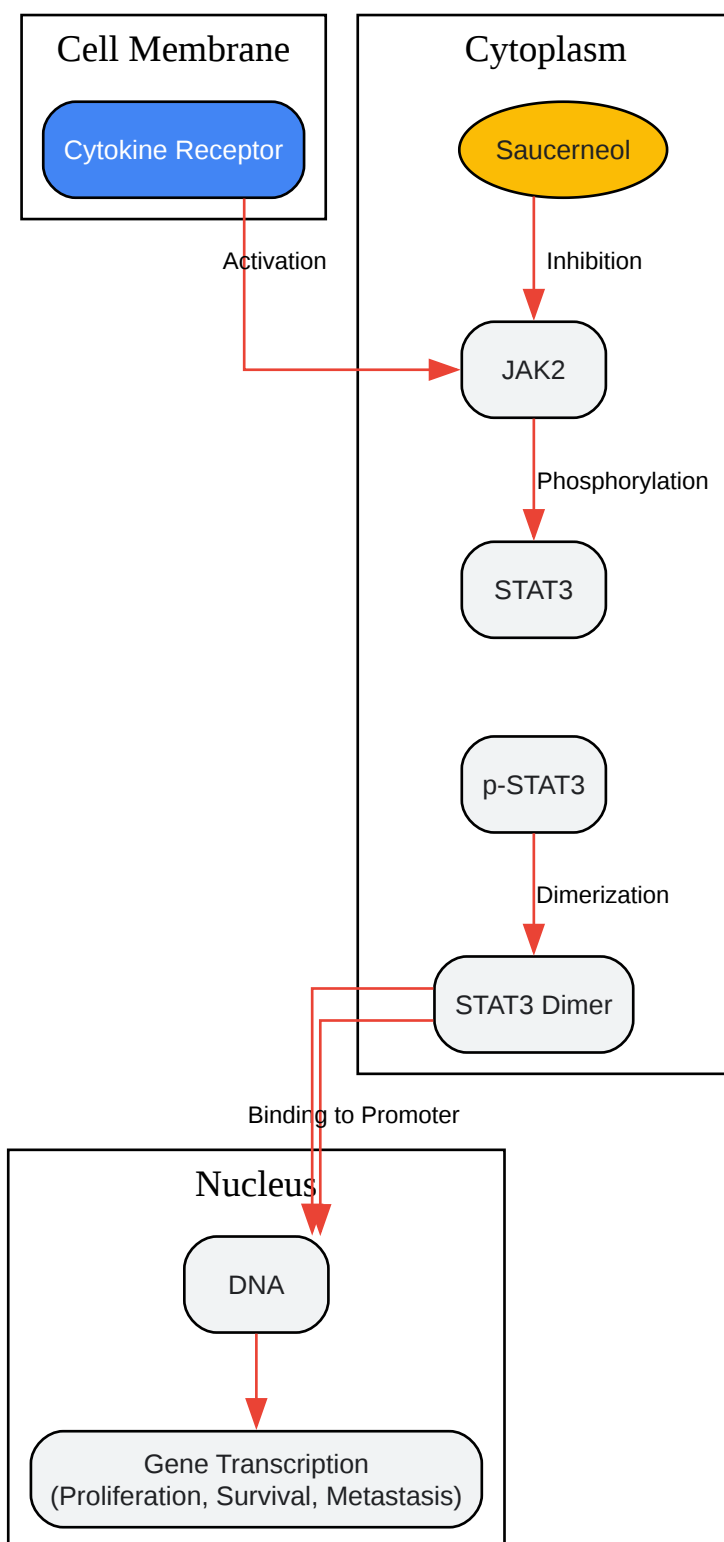 Cell Membrane
Cytokine Receptor
Activation
Cytoplasm
Saucerneol
Inhibition
JAK2
Phosphorylation
STAT3
p-STAT3
Dimerization
STAT3 Dimer
Binding to Promoter
Nucleus
DNA
Gene Transcription
(Proliferation, Survival, Metastasis)